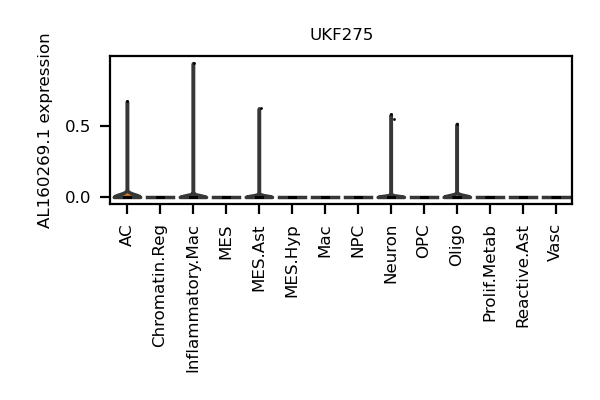 UKF275
AL160269.1 expression
0.5
0.0
AC
Chromatin.Reg
Inflammatory.Mac
MES
MES.Ast
MES.Hyp
Mac
NPC
Neuron
OPC
Oligo
Prolif.Metab
Reactive.Ast
Vasc